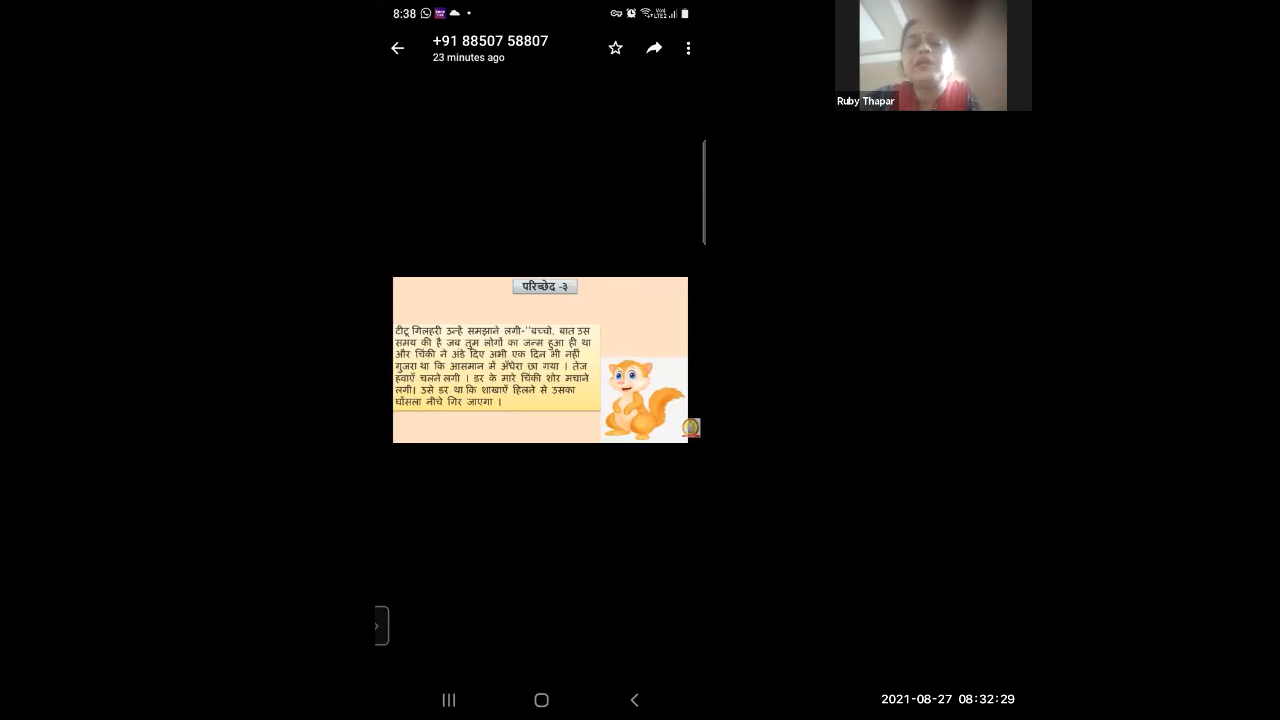 8:38
+91 88507 58807
23 minutes ago
Ruby Thapar
परिच्छेद -३
टीटू गिलहरी उन्हें समझाने लगी-"बच्चो, बात उस
समय की है जब तुम लोगों का जन्म हुआ ही था
और चिंकी ने अंडे दिए अभी एक दिन भी नहीं
गुजरा था कि आसमान में अँधेरा छा गया । तेज
हवाएँ चलने लगी । डर के मारे चिंकी शोर मचाने
लगी। उसे डर था कि शाखाएँ हिलने से उसका
घोंसला नीचे गिर जाएगा ।
2021-08-27 08:32:29